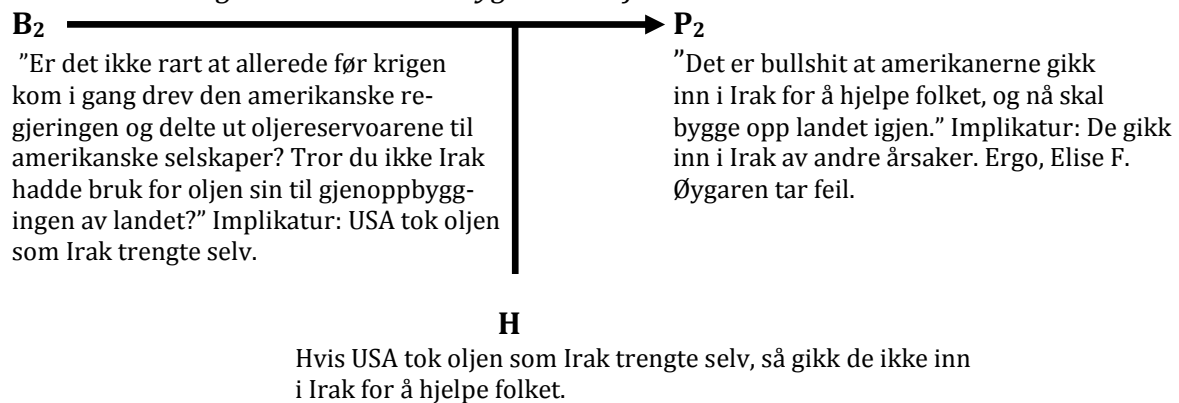 B2
P2
"Er det ikke rart at allerede før krigen
kom i gang drev den amerikanske re-
gjeringen og delte ut oljereservoarene til
amerikanske selskaper? Tror du ikke Irak
hadde bruk for oljen sin til gjenoppbygg-
ingen av landet?" Implikatur: USA tok oljen
som Irak trengte selv.
"Det er bullshit at amerikanerne gikk
inn i Irak for å hjelpe folket, og nå skal
bygge opp landet igjen." Implikatur: De gikk
inn i Irak av andre årsaker. Ergo, Elise F.
Øygaren tar feil.
H
Hvis USA tok oljen som Irak trengte selv, så gikk de ikke inn
i Irak for å hjelpe folket.